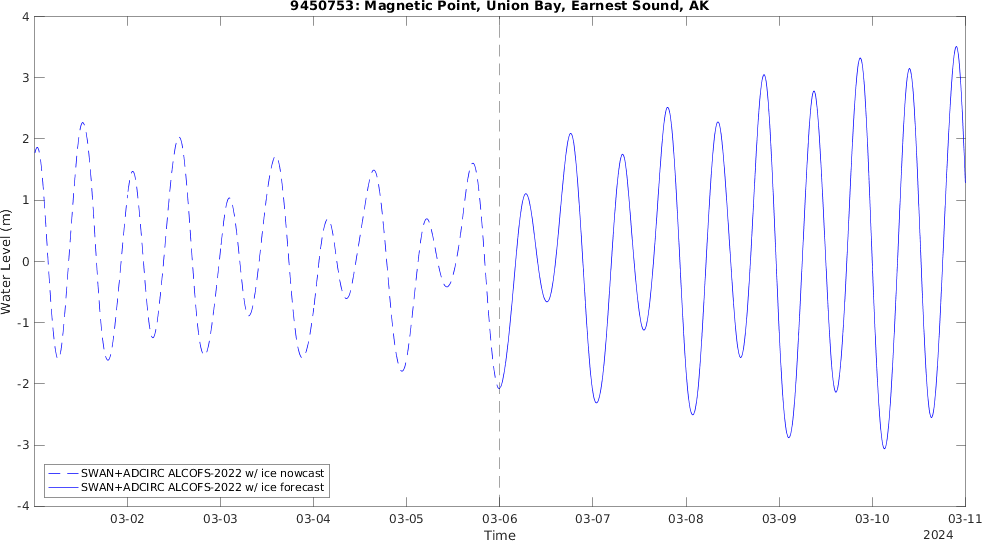 9450753: Magnetic Point, Union Bay, Earnest Sound, AK
4
3
2
1
0
-1
-2
-3
-4
Water Level (m)
SWAN+ADCIRC ALCOFS-2022 w/ ice nowcast
SWAN+ADCIRC ALCOFS-2022 w/ ice forecast
03-02 03-03 03-04 03-05 03-06 03-07 03-08 03-09 03-10 03-11
Time
2024